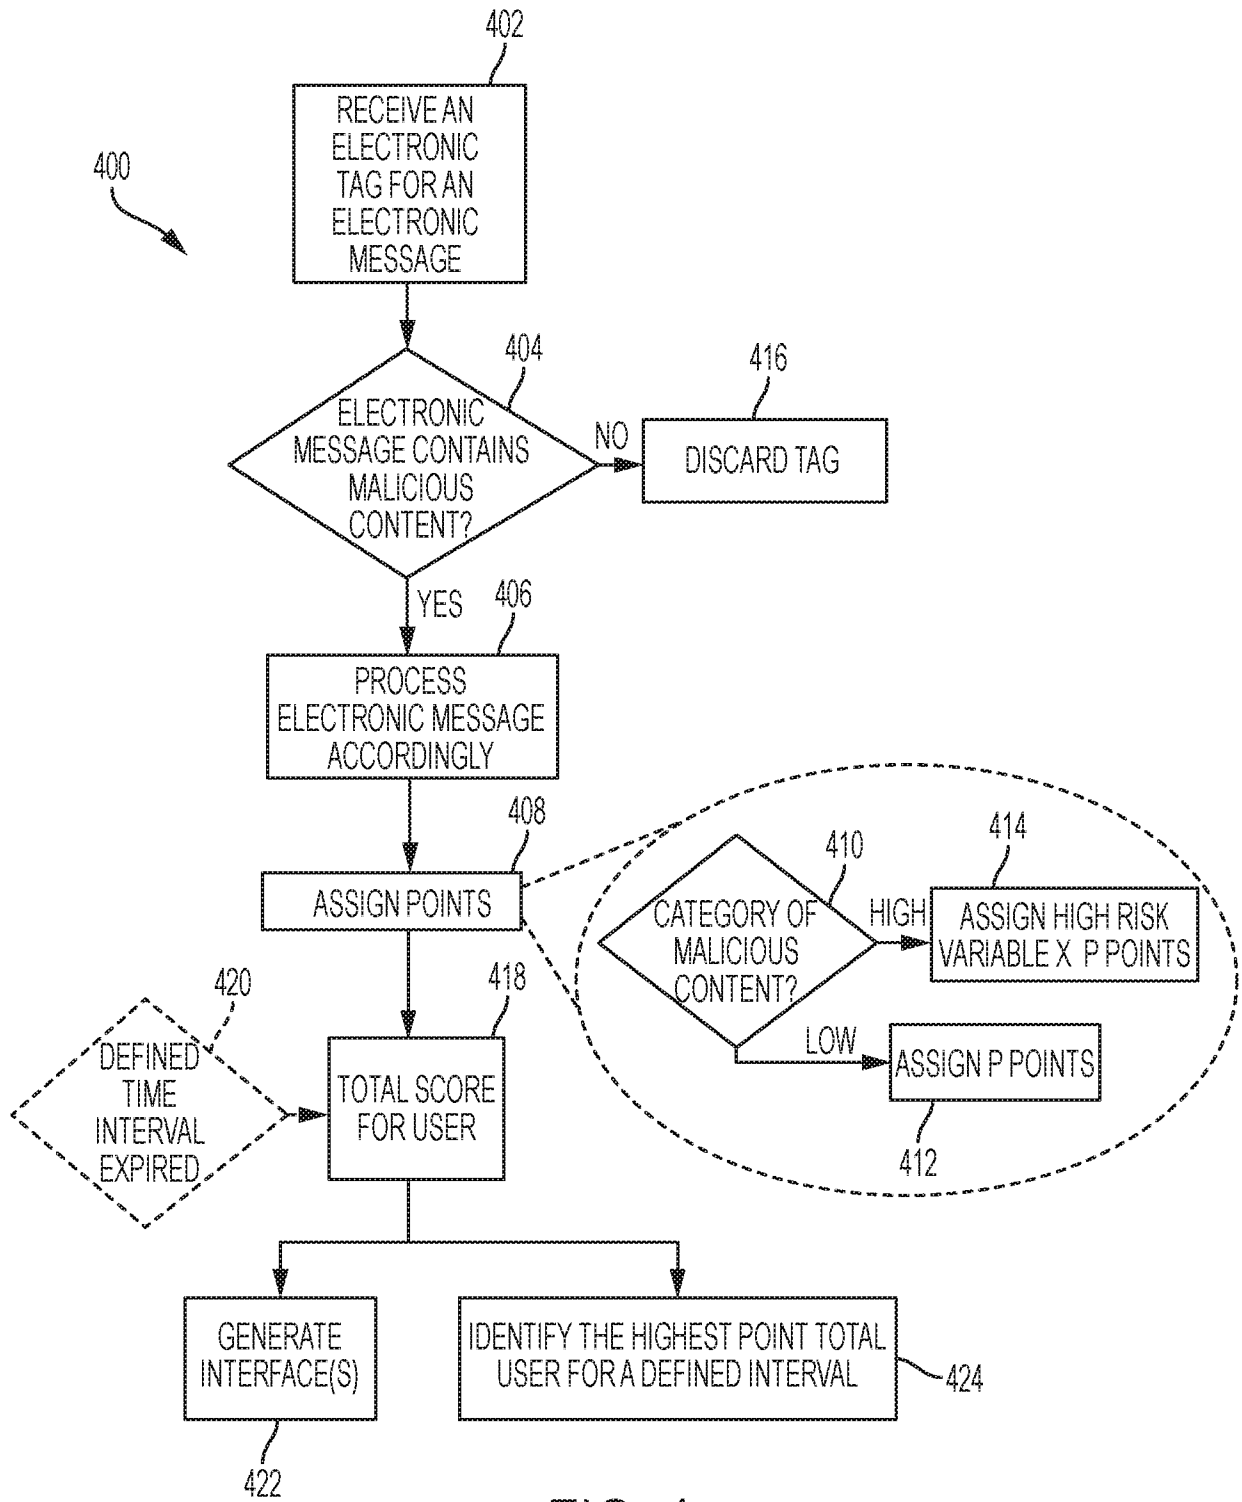 402
RECEIVE AN
ELECTRONIC
TAG FOR AN
ELECTRONIC
MESSAGE
400
404
ELECTRONIC
MESSAGE CONTAINS
MALICIOUS
CONTENT?
NO
416
DISCARD TAG
YES
406
PROCESS
ELECTRONIC MESSAGE
ACCORDINGLY
408
ASSIGN POINTS
410
CATEGORY OF
MALICIOUS
CONTENT?
HIGH
414
ASSIGN HIGH RISK
VARIABLE X P POINTS
LOW
ASSIGN P POINTS
412
420
DEFINED
TIME
INTERVAL
EXPIRED
418
TOTAL SCORE
FOR USER
GENERATE
INTERFACE(S)
422
IDENTIFY THE HIGHEST POINT TOTAL
USER FOR A DEFINED INTERVAL
424